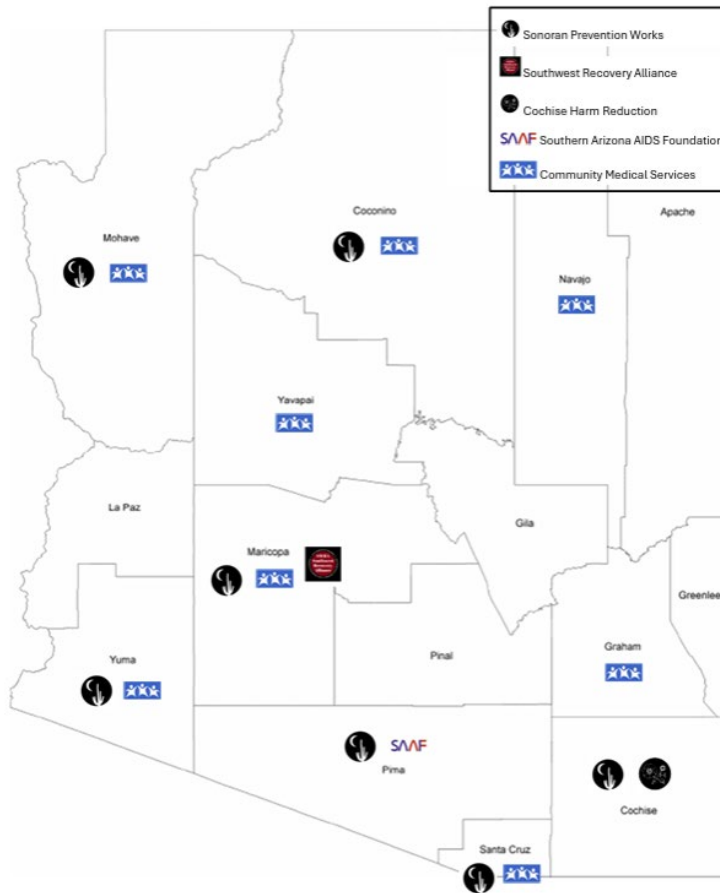 Sonoran Prevention Works
Southwest Recovery Alliance
Cochise Harm Reduction
SAAF Southern Arizona AIDS Foundation
Community Medical Services
Apache
Coconino
Mohave
Navajo
Yavapai
La Paz
Gila
Maricopa
Greenlee
Graham
Pinal
Yuma
SAAF
Pima
Cochise
Santa Cruz